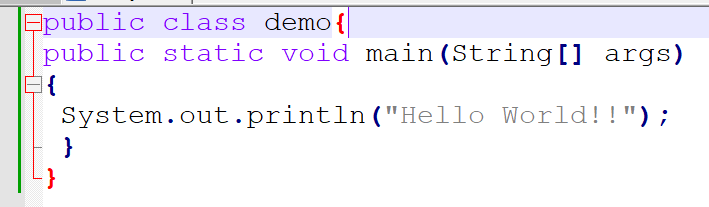 public class demo{
public static void main(String[] args)
{
System.out.println("Hello World!!");
}
}